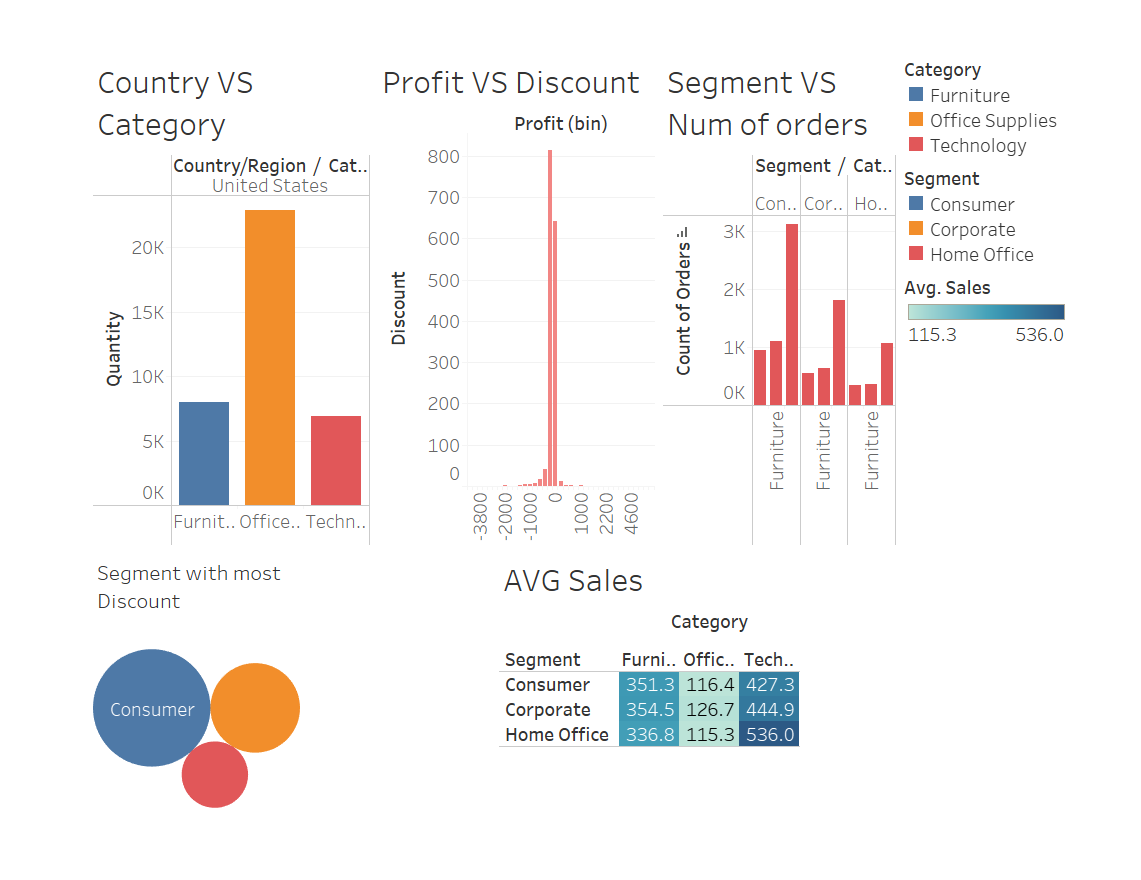 Country VS
Category
Country/Region / Cat..
United States
Quantity
20K
15K
10K
5K
0K
Furnit.. Office.. Techn..
Profit VS Discount
Profit (bin)
Discount
800
700
600
500
400
300
200
100
0
-3800
-2000
-1000
0
1000
2200
4600
Segment VS
Num of orders
Segment / Cat..
Con.. Cor.. Ho..
Count of Orders
3K
2K
1K
0K
Furniture
Furniture
Furniture
Category
Furniture
Office Supplies
Technology
Segment
Consumer
Corporate
Home Office
Avg. Sales
115.3 536.0
Segment with most
Discount
Consumer
AVG Sales
Category
Segment Furni.. Offic.. Tech..
Consumer 351.3 116.4 427.3
Corporate 354.5 126.7 444.9
Home Office 336.8 115.3 536.0